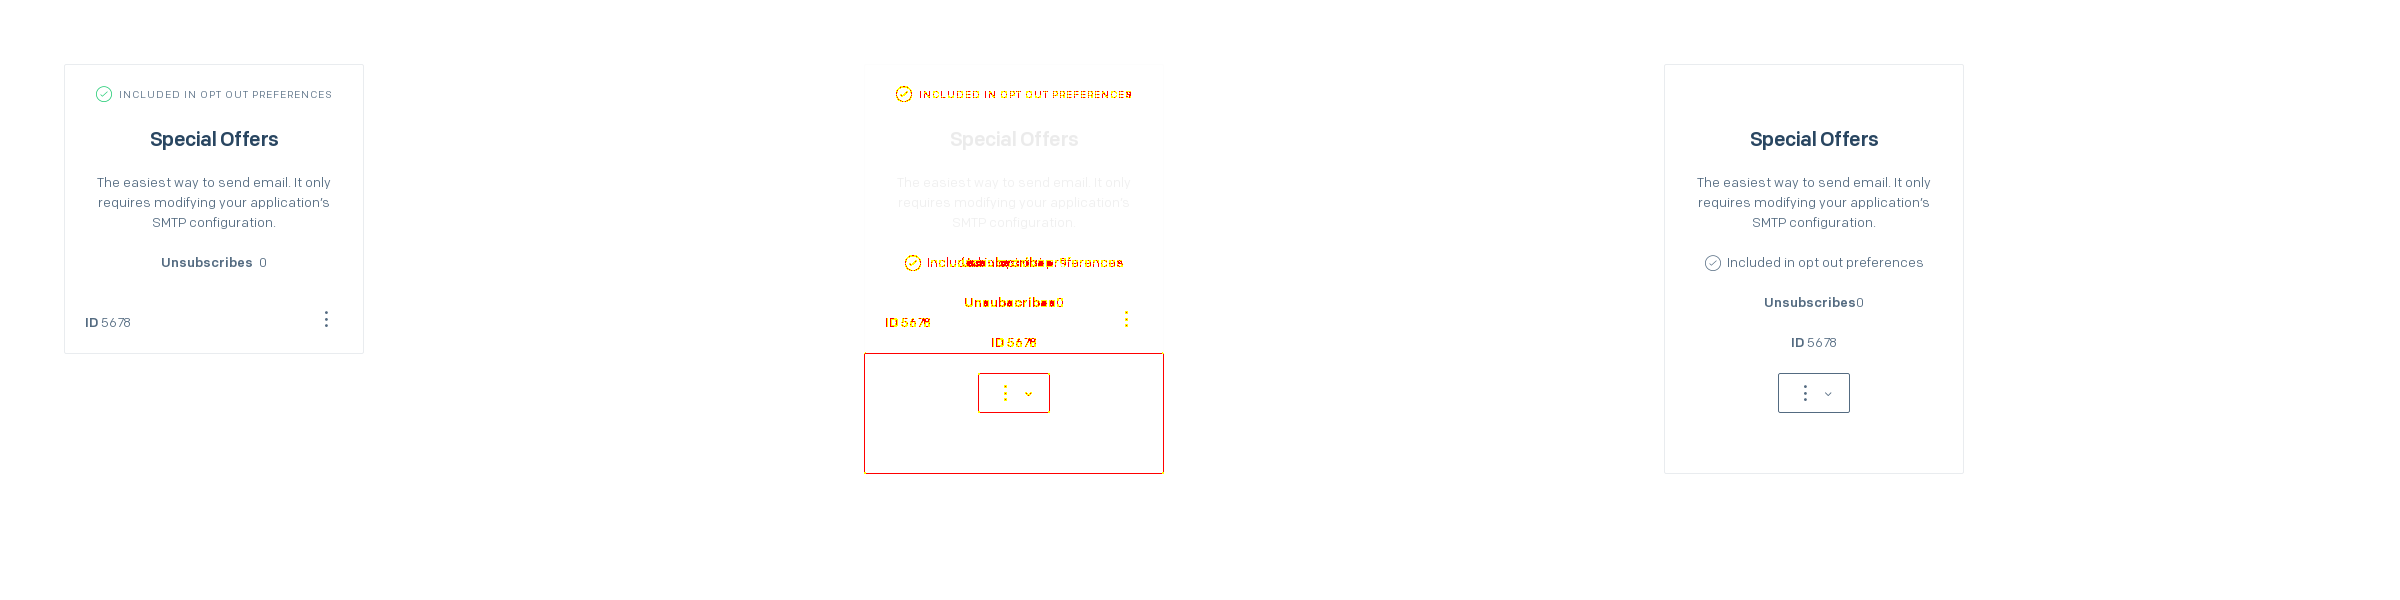 INCLUDED IN OPT OUT PREFERENCES
Special Offers
The easiest way to send email. It only
requires modifying your application's
SMTP configuration.
Unsubscribes 0
ID 5678
INCLUDED IN OPT OUT PREFERENCES
Special Offers
The easiest way to send email. It only
requires modifying your application's
SMTP configuration.
Unsubscribes0
ID 5678
ID 5678
Special Offers
The easiest way to send email. It only
requires modifying your application's
SMTP configuration.
Included in opt out preferences
Unsubscribes0
ID 5678